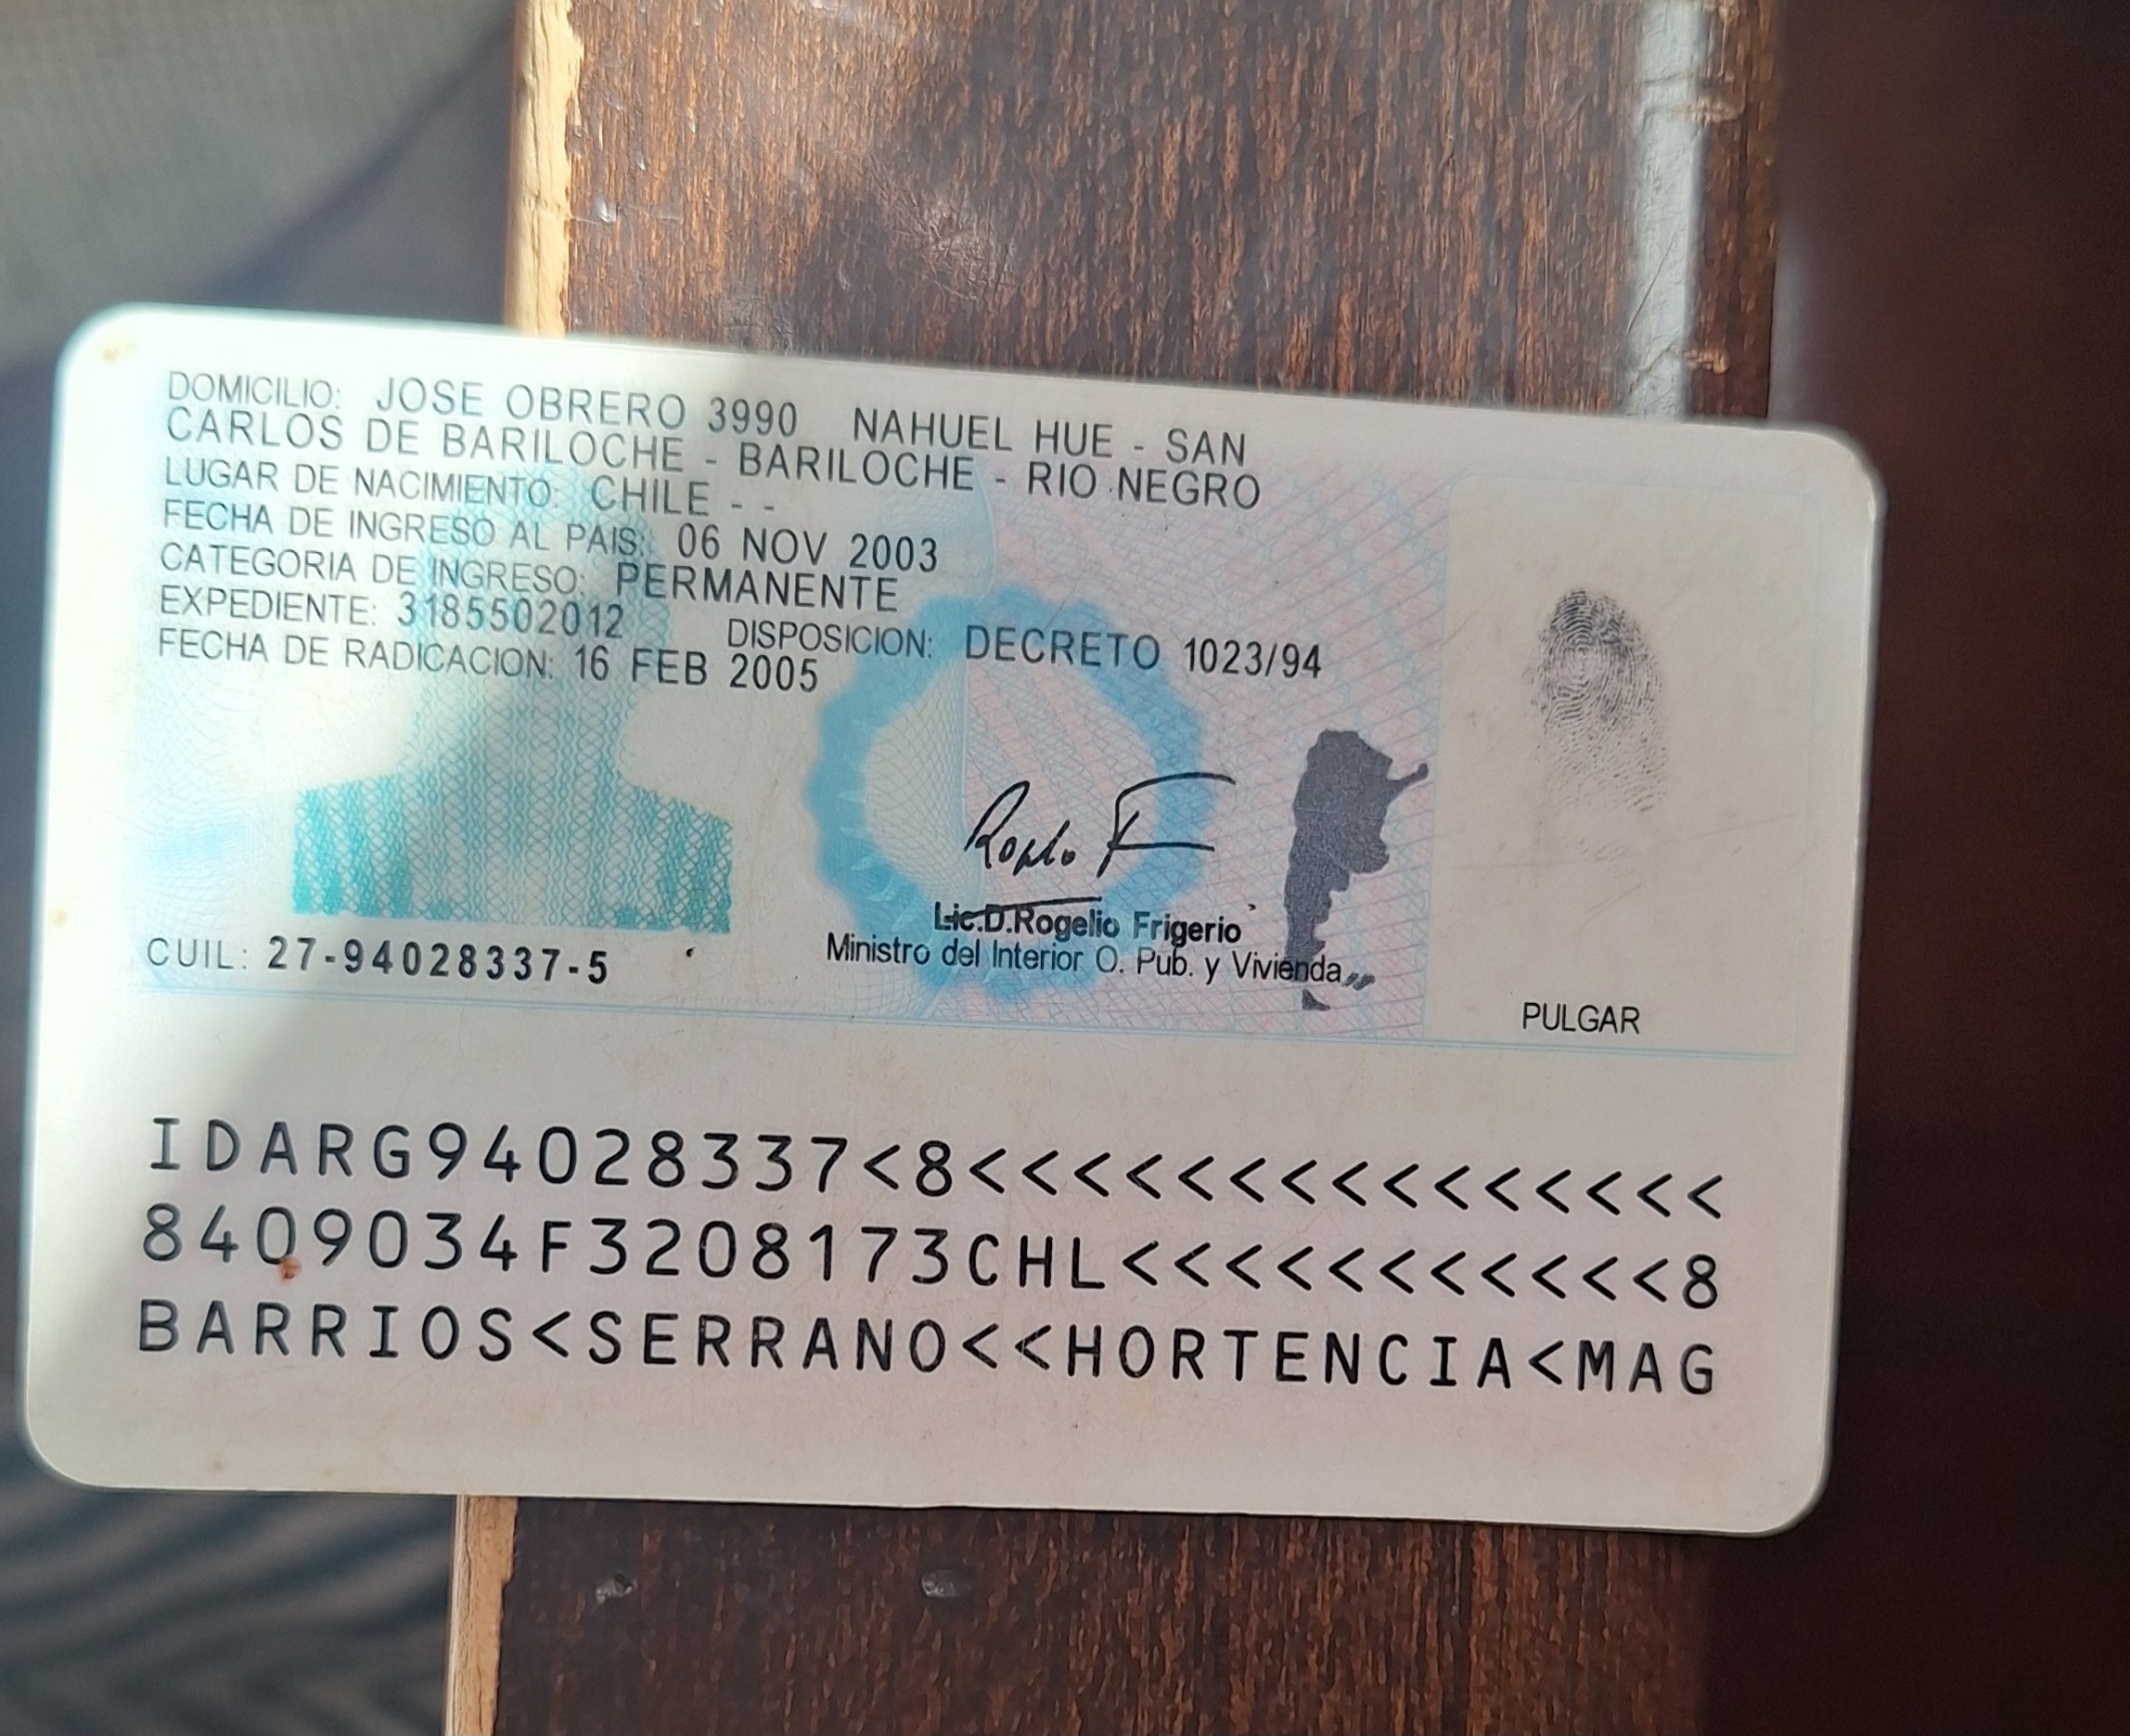 DOMICILIO: JOSE OBRERO 3990 NAHUEL HUE - SAN
CARLOS DE BARILOCHE - BARILOCHE - RIO NEGRO
LUGAR DE NACIMIENTO: CHILE - -
FECHA DE INGRESO AL PAIS: 06 NOV 2003
CATEGORIA DE INGRESO: PERMANENTE
EXPEDIENTE: 3185502012 DISPOSICION: DECRETO 1023/94
FECHA DE RADICACION: 16 FEB 2005
Lic.D.Rogelio Frigerio
Ministro del Interior O. Pub. y Vivienda
CUIL: 27-94028337-5
PULGAR
IDARG94028337<8<<<<<<<<<<<<<<<
8409034F3208173CHL<<<<<<<<<<<8
BARRIOS<SERRANO<<HORTENCIA<MAG